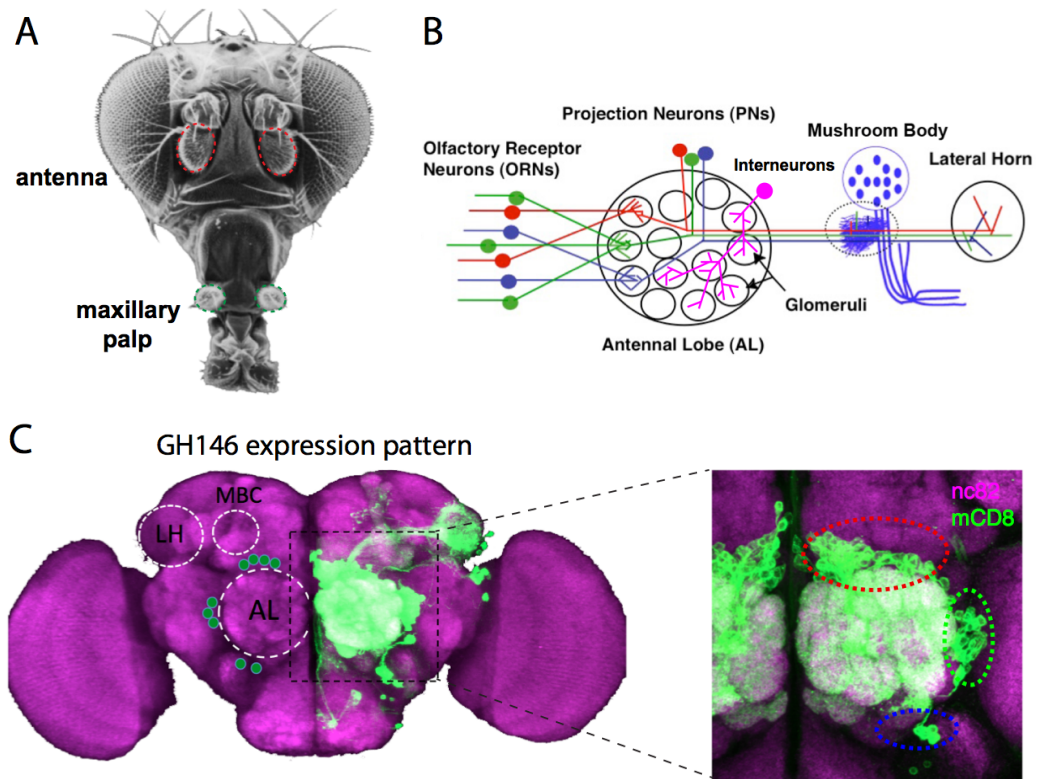 A
antenna
maxillary
palp
B
Projection Neurons (PNs)
Olfactory Receptor
Neurons (ORNs)
Interneurons
Mushroom Body
Lateral Horn
Glomeruli
Antennal Lobe (AL)
C
GH146 expression pattern
MBC
LH
AL
nc82
mCD8